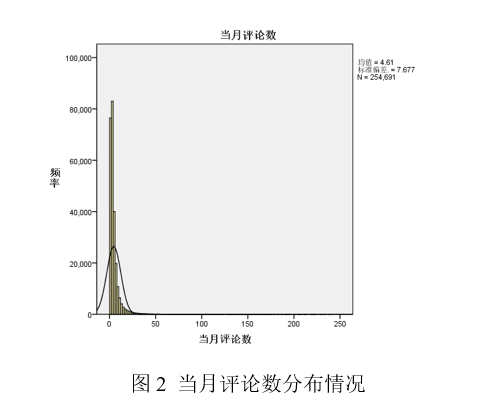 当月评论数
均值 = 4.61
标准偏差. = 7.677
N = 254,691
100,000
80,000
60,000
40,000
20,000
0
频率
0 50 100 150 200 250
当月评论数
图 2 当月评论数分布情况